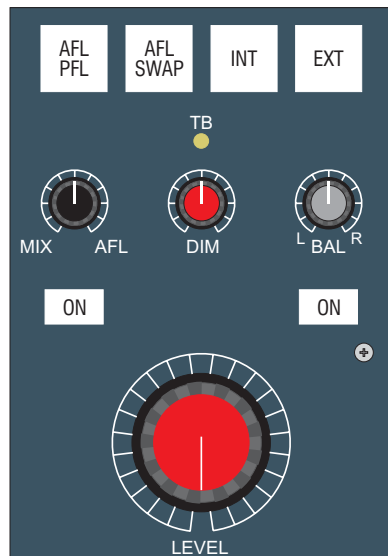 AFL
PFL
AFL
SWAP
INT
EXT
TB
MIX
AFL
DIM
L
BAL
R
ON
ON
LEVEL